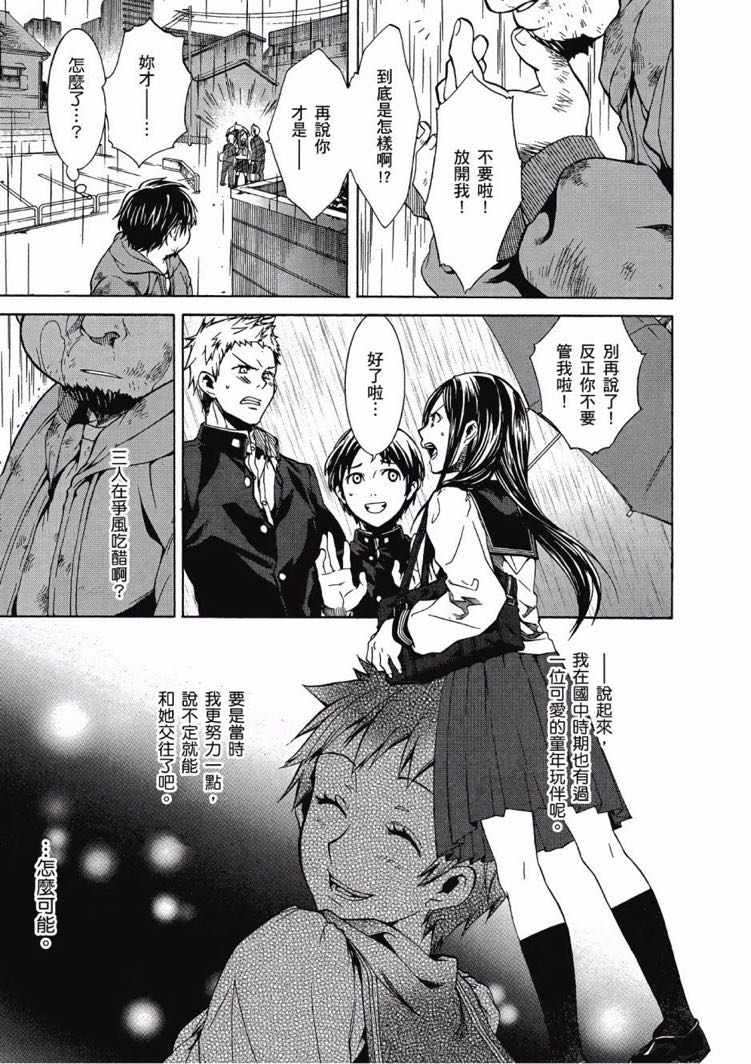 不要啦！
放開我！
到底是怎樣啊!?
再說你
才是——
妳才——…
怎麼了…？
別再說了！
反正你不要
管我啦！
好了啦…
三人在爭風吃醋啊？
——說起來，
我在國中時期也有過
一位可愛的童年玩伴呢。
要是當時
我更努力一點，
說不定就能
和她交往了吧。
…怎麼可能。